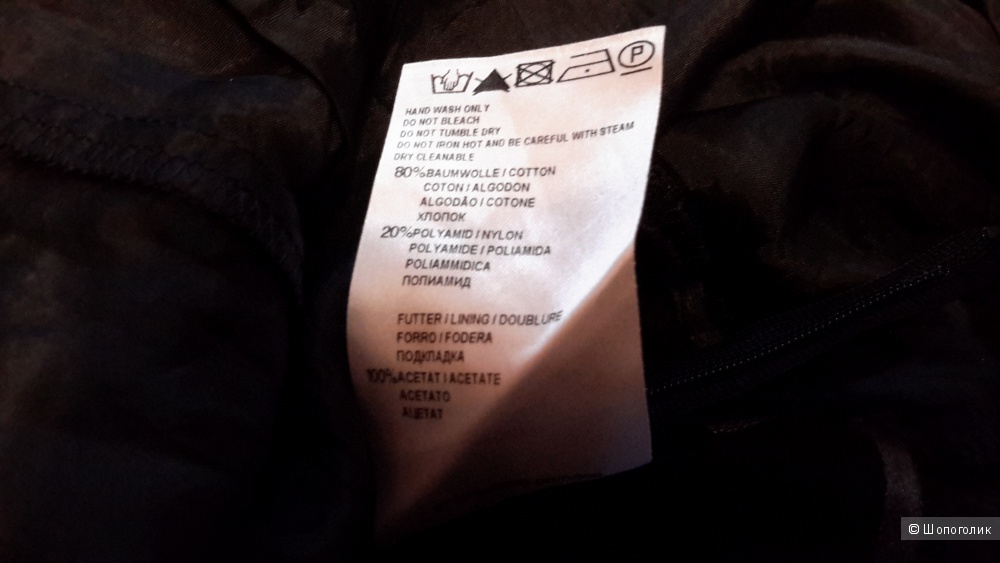 P
HAND WASH ONLY
DO NOT BLEACH
DO NOT TUMBLE DRY
DO NOT IRON HOT AND BE CAREFUL WITH STEAM
DRY CLEANABLE
80%BAUMWOLLE / COTTON
COTON / ALGODON
ALGODÃO / COTONE
ХЛОПОК
20%POLYAMID / NYLON
POLYAMIDE / POLIAMIDA
POLIAMMIDICA
ПОЛИАМИД
FUTTER / LINING / DOUBLURE
FORRO / FODERA
ПОДКЛАДКА
100%ACETAT / ACETATE
ACETATO
АЦЕТАТ
© Шопоголик